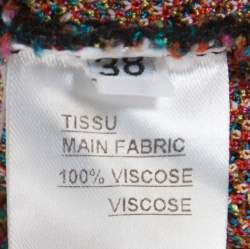 38
TISSU
MAIN FABRIC
100% VISCOSE
VISCOSE